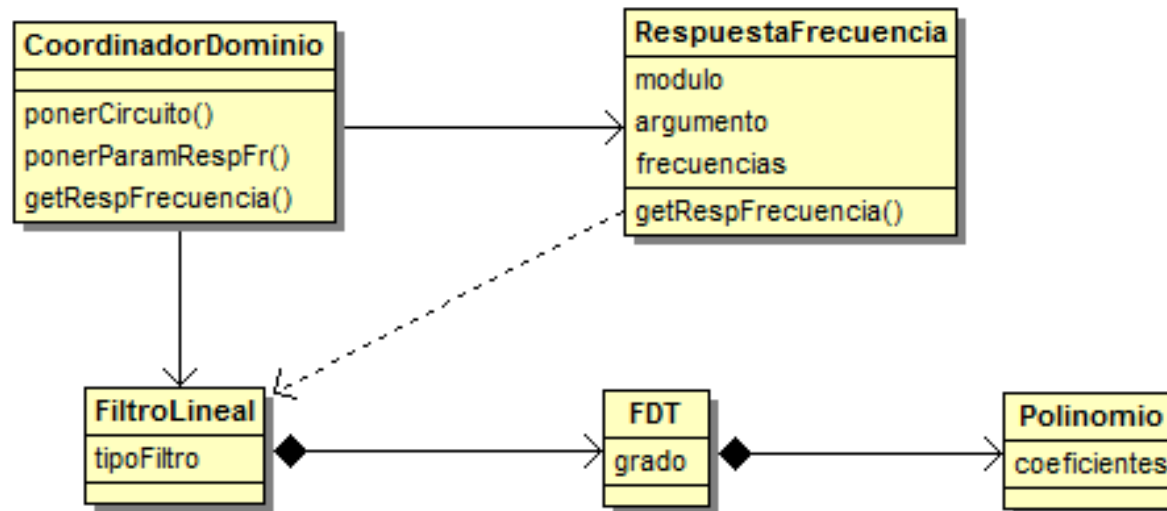 CoordinadorDominio
ponerCircuito()
ponerParamRespFr()
getRespFrecuencia()
RespuestaFrecuencia
modulo
argumento
frecuencias
getRespFrecuencia()
FiltroLineal
tipoFiltro
FDT
grado
Polinomio
coeficientes